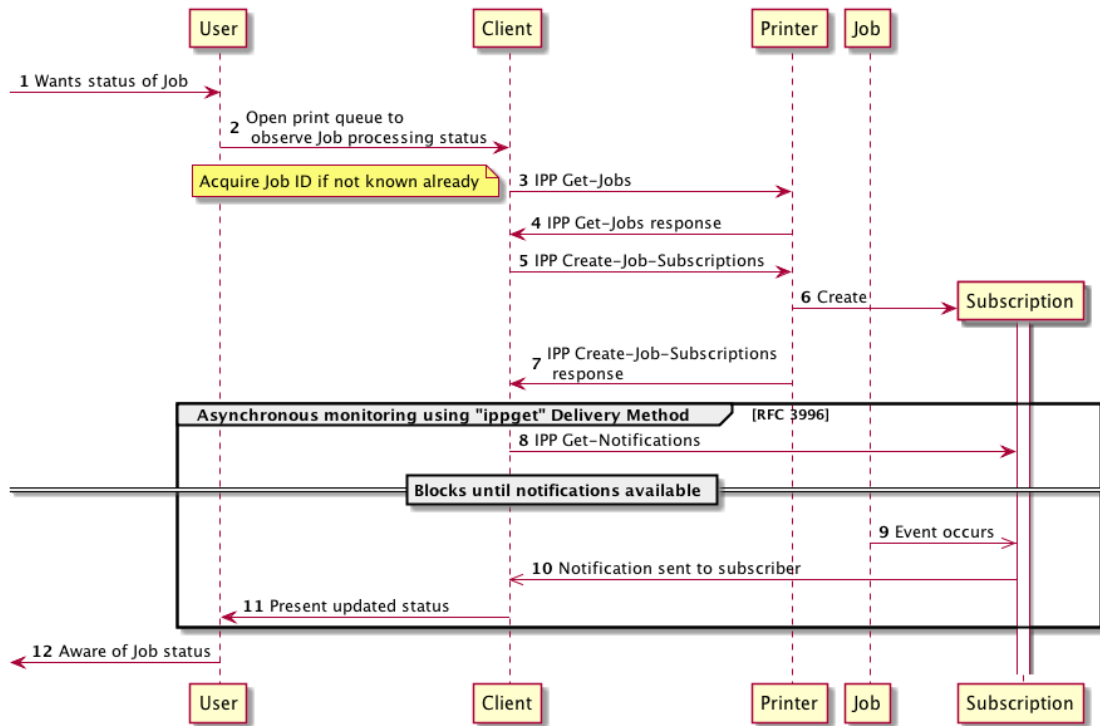 User
Client
Printer
Job
1 Wants status of Job
2 Open print queue to
observe Job processing status
Acquire Job ID if not known already
3 IPP Get-Jobs
4 IPP Get-Jobs response
5 IPP Create-Job-Subscriptions
6 Create
Subscription
7 IPP Create-Job-Subscriptions
response
Asynchronous monitoring using "ippget" Delivery Method [RFC 3996]
8 IPP Get-Notifications
Blocks until notifications available
9 Event occurs
10 Notification sent to subscriber
11 Present updated status
12 Aware of Job status
User
Client
Printer
Job
Subscription